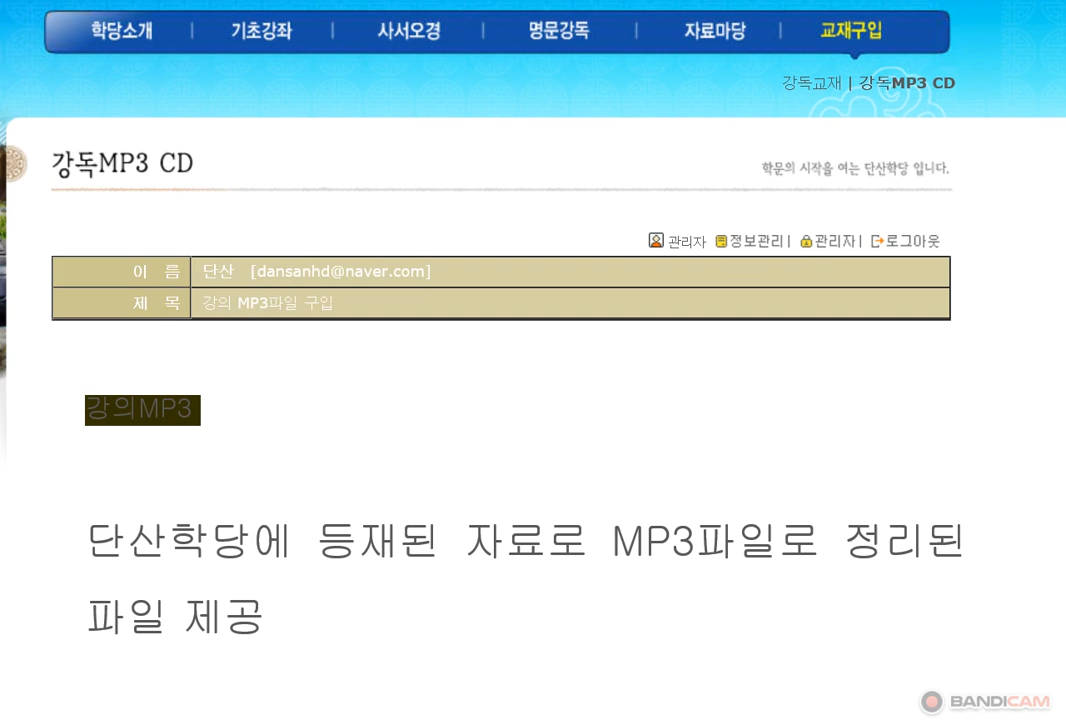 학당소개 | 기초강좌 | 사서오경 | 명문강독 | 자료마당 | 교재구입
강독교재 | 강독MP3 CD
강독MP3 CD
학문의 시작을 여는 단산학당 입니다.
관리자 정보관리 | 관리자 | 로그아웃
이 름 단산 [dansanhd@naver.com]
제 목 강의 MP3파일 구입
강의MP3
단산학당에 등재된 자료로 MP3파일로 정리된
파일 제공
BANDICAM